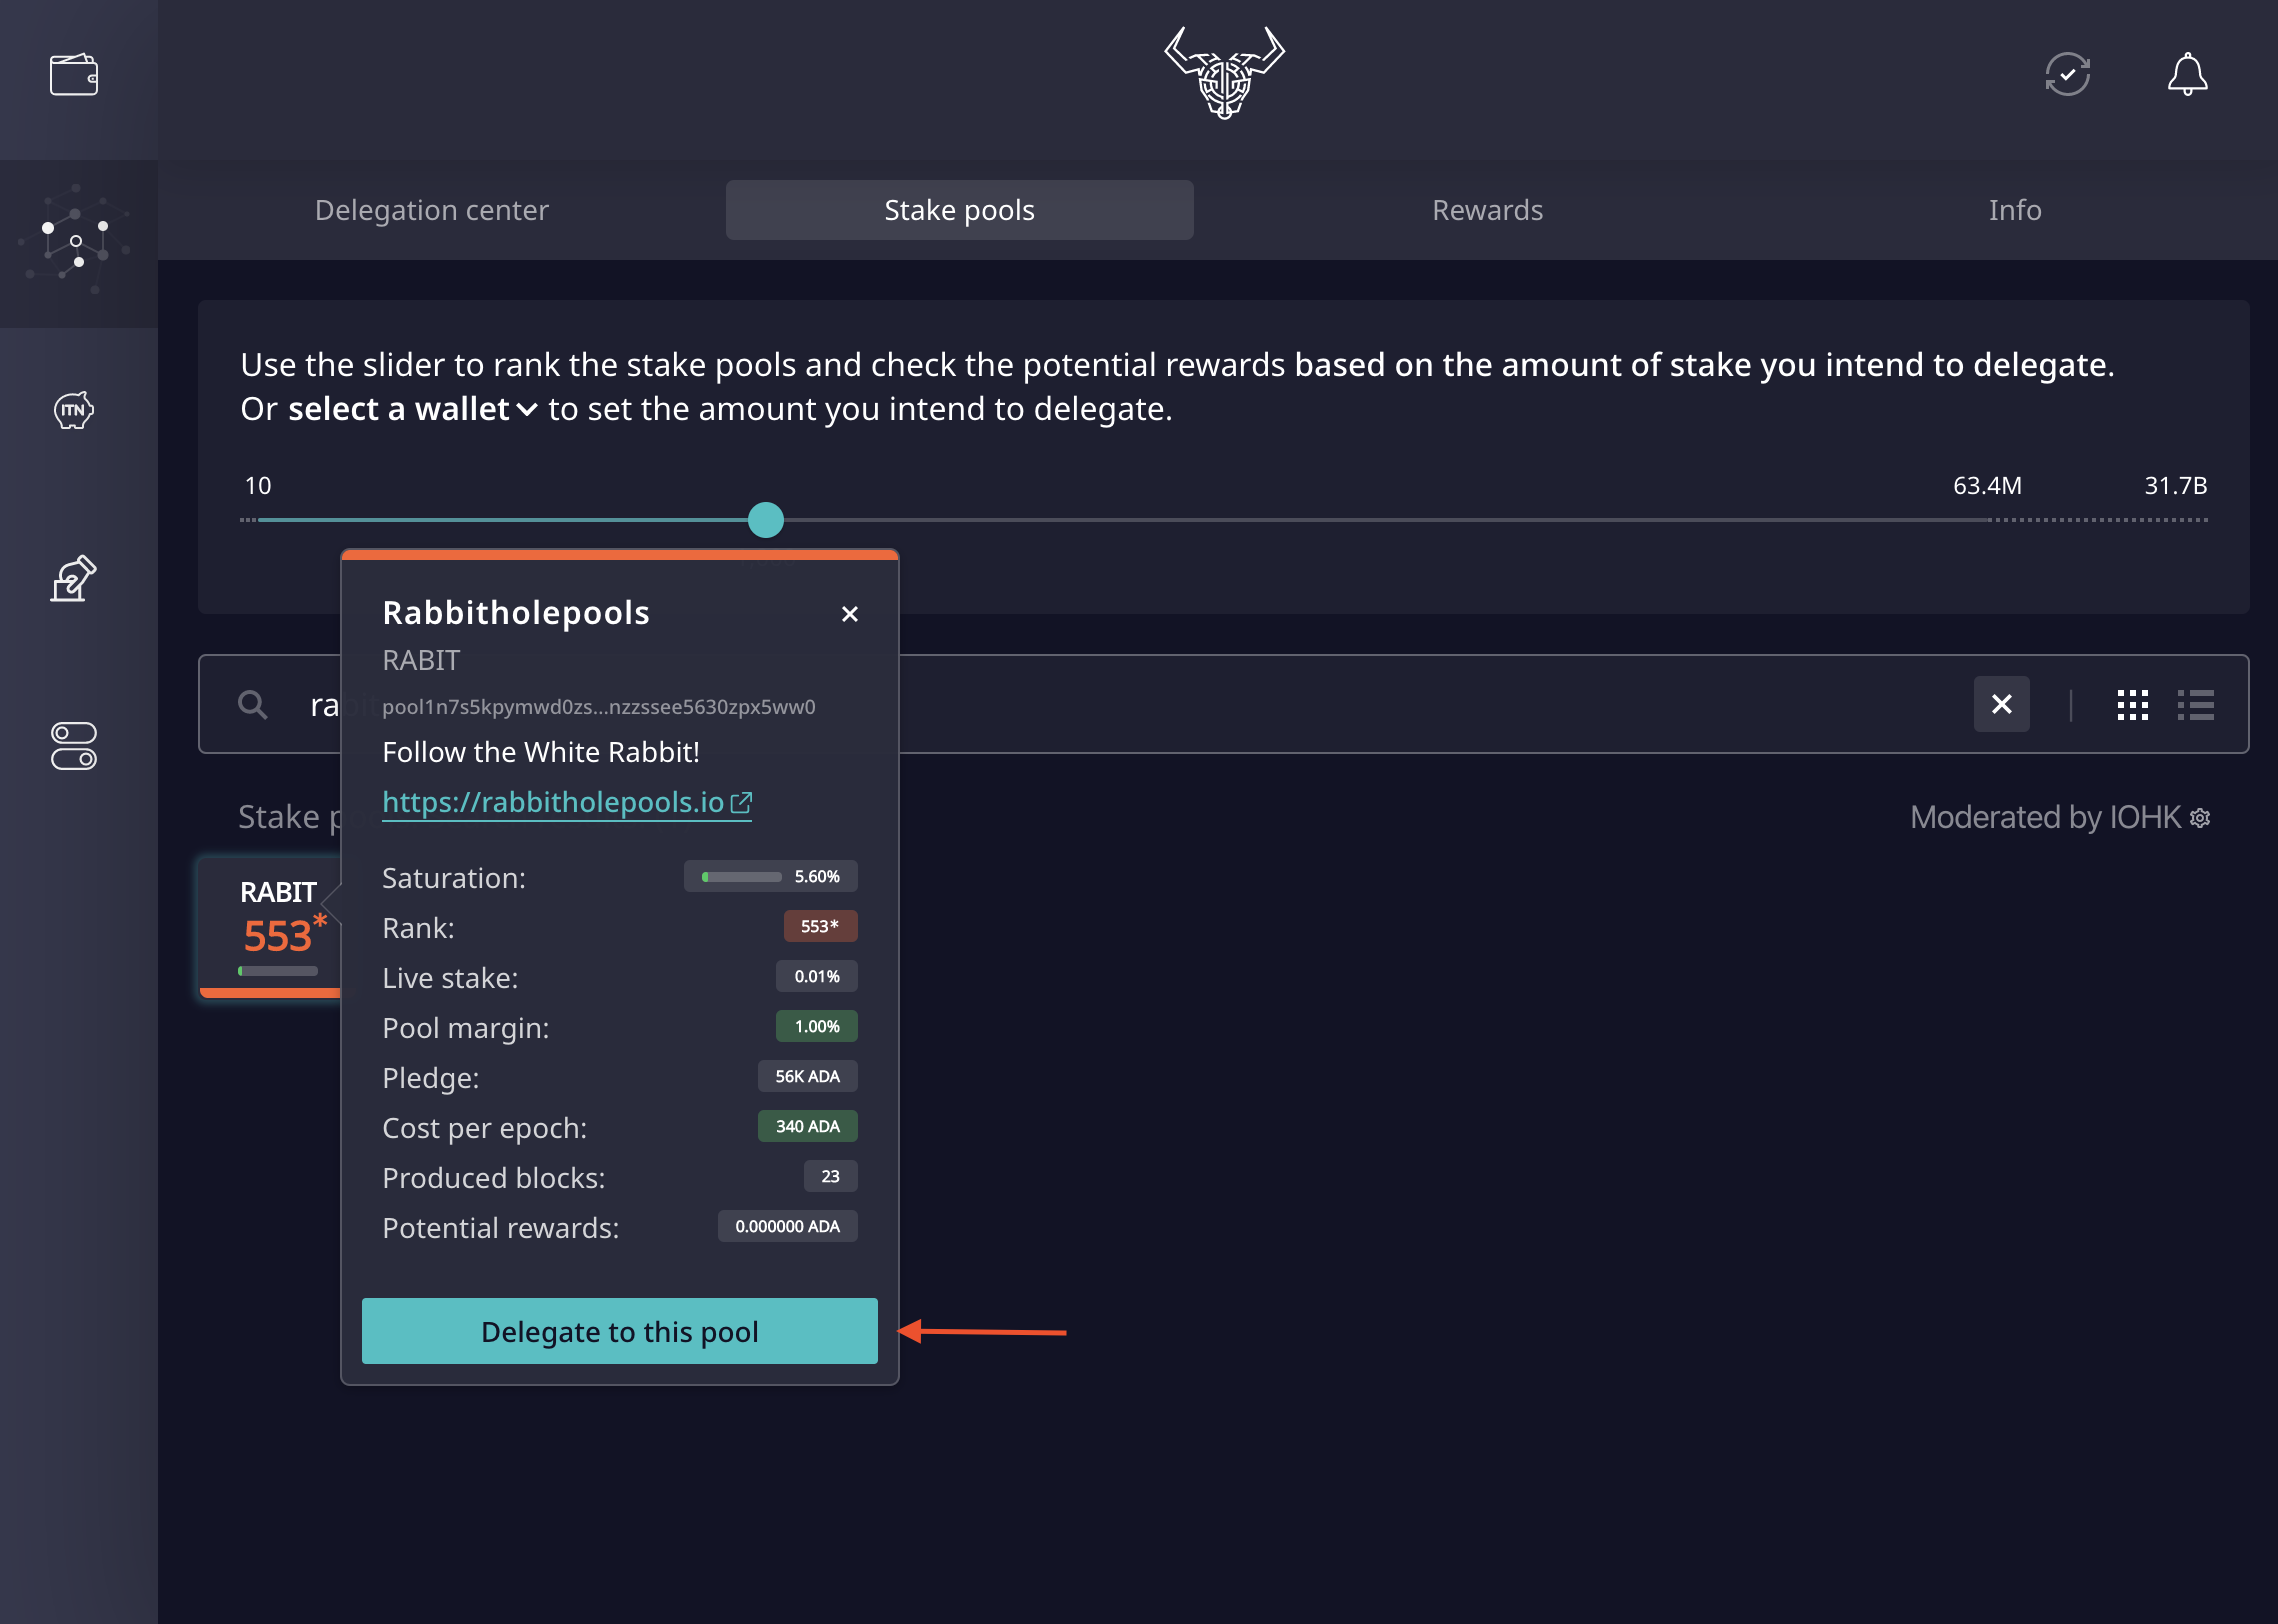 Delegation center
Stake pools
Rewards
Info
Use the slider to rank the stake pools and check the potential rewards based on the amount of stake you intend to delegate.
Or select a wallet to set the amount you intend to delegate.
10
63.4M
31.7B
ITN
Rabbitholepools
RABIT
pool1n7s5kpymwd0zs...nzzssee5630zpx5ww0
Follow the White Rabbit!
https://rabbitholepools.io
Saturation: 5.60%
Rank: 553*
Live stake: 0.01%
Pool margin: 1.00%
Pledge: 56K ADA
Cost per epoch: 340 ADA
Produced blocks: 23
Potential rewards: 0.000000 ADA
Delegate to this pool
Stake
Moderated by IOHK
RABIT
553*